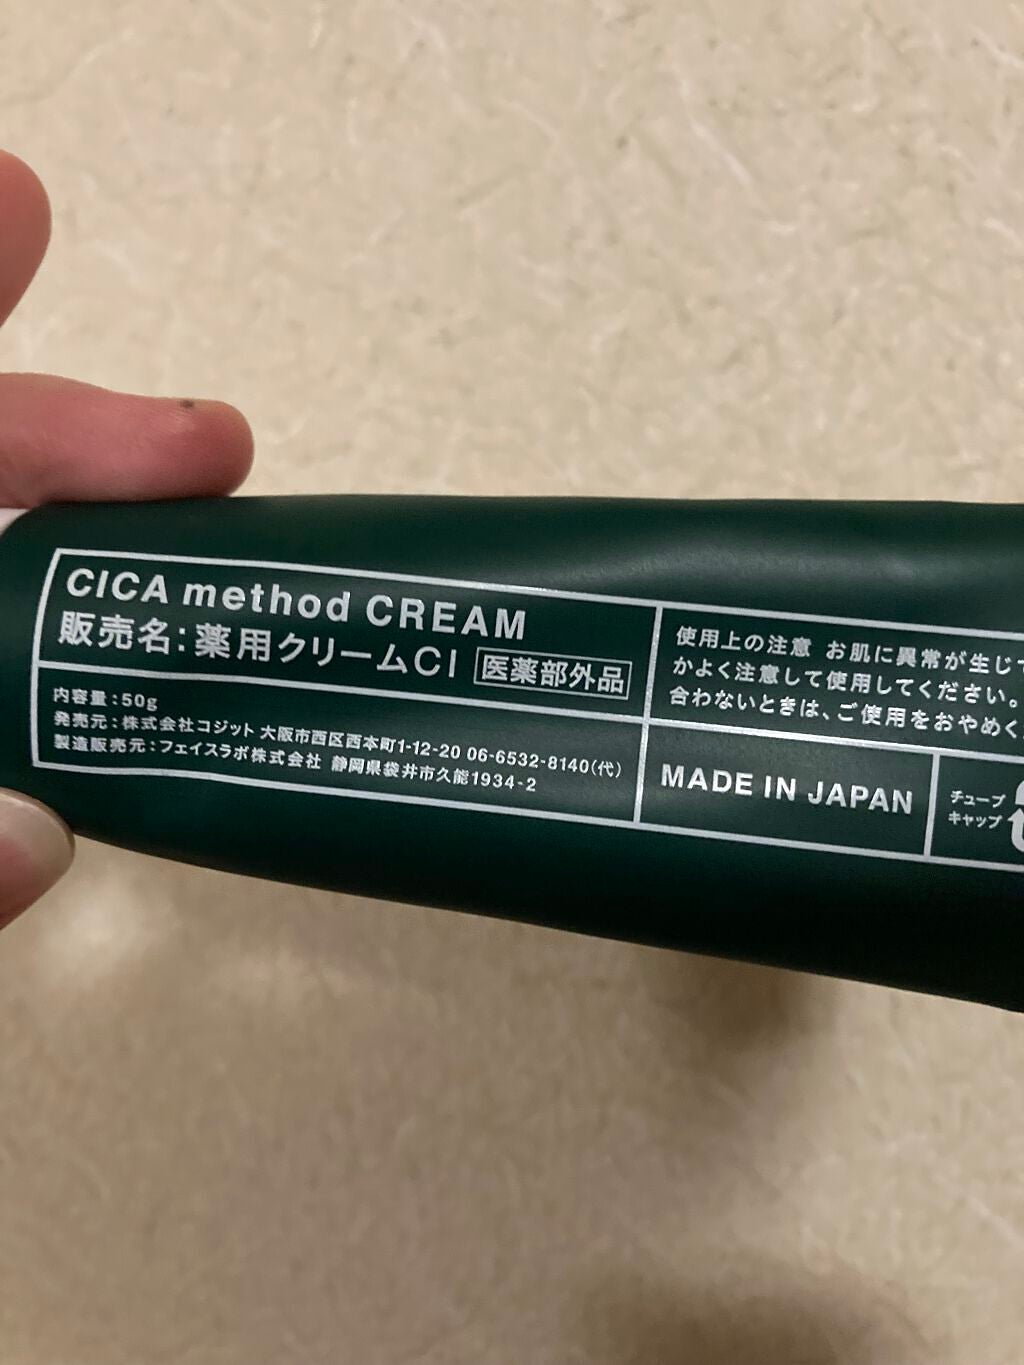 CICA method CREAM
販売名:薬用クリームCI 医薬部外品
内容量:50g
発売元:株式会社コジット 大阪市西区西本町1-12-20 06-6532-8140(代)
製造販売元:フェイスラボ株式会社 静岡県袋井市久能1934-2
使用上の注意 お肌に異常が生じて
かよく注意して使用してください。
合わないときは、ご使用をおやめく
MADE IN JAPAN
チューブ
キャップ